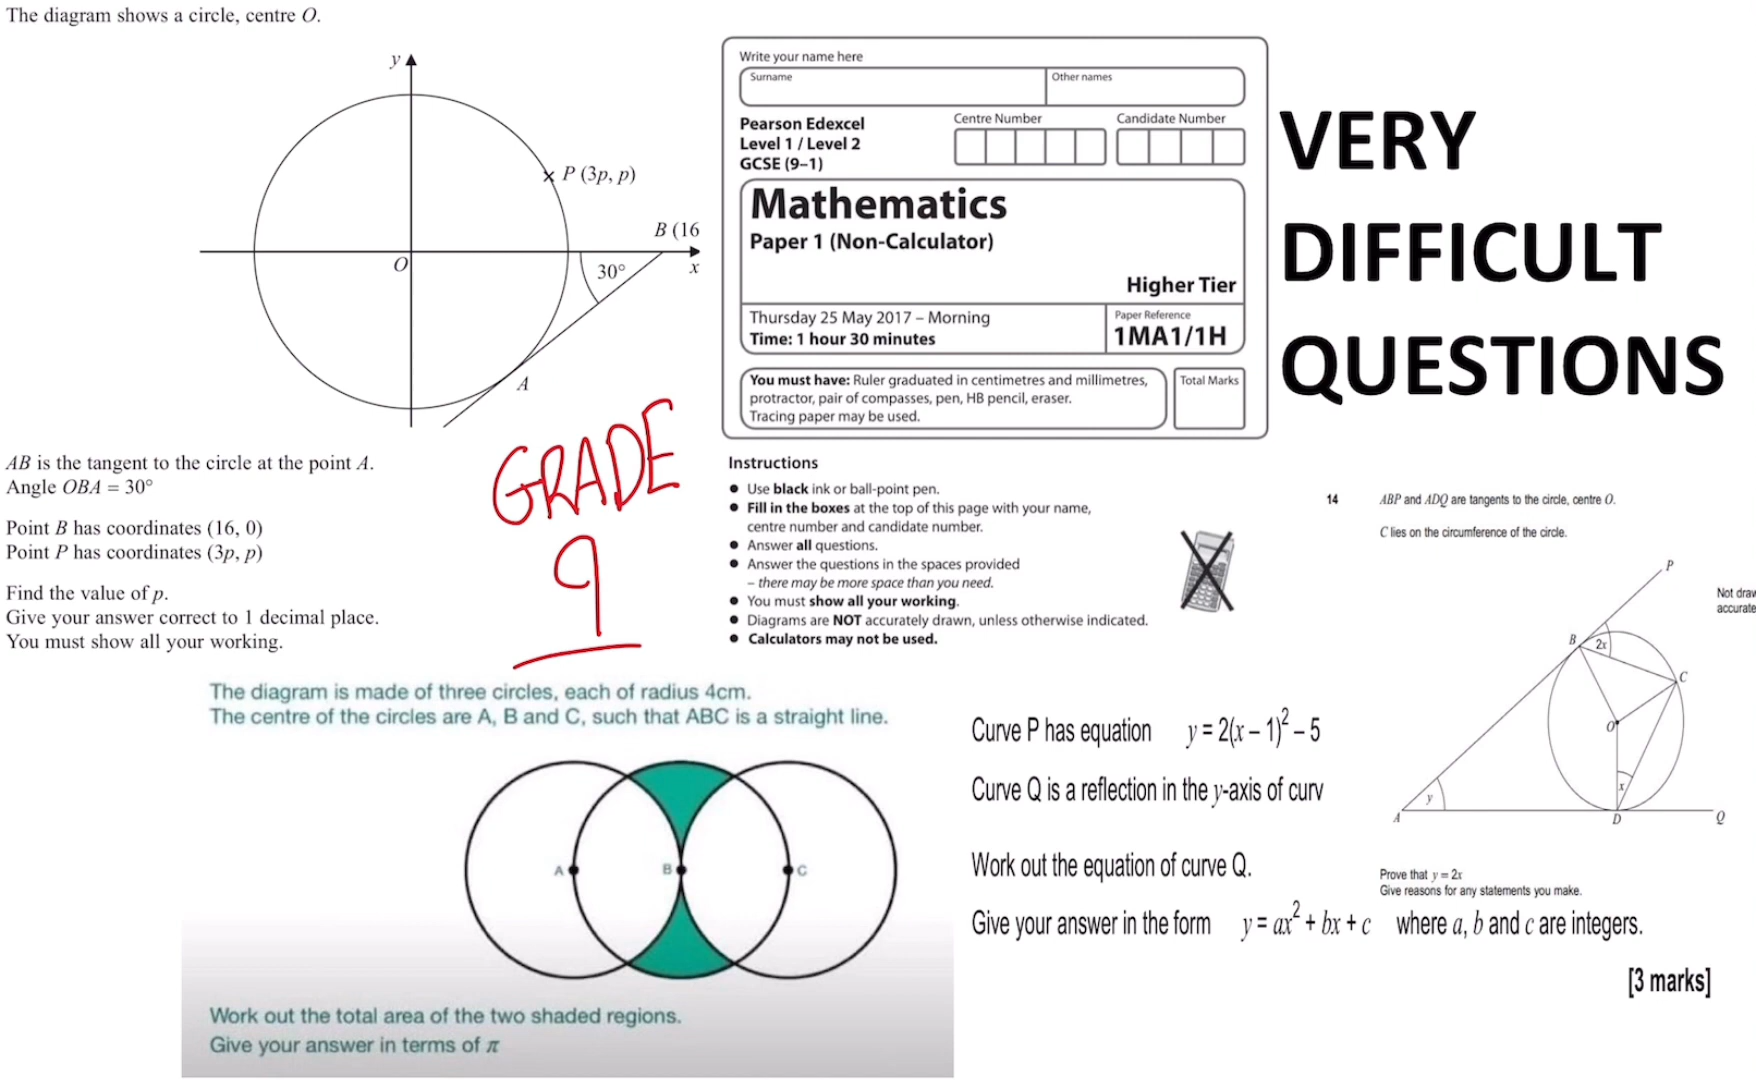 The diagram shows a circle, centre O.
y
P (3p, p)
B (16
O
30°
x
A
AB is the tangent to the circle at the point A.
Angle OBA = 30°
Point B has coordinates (16, 0)
Point P has coordinates (3p, p)
Find the value of p.
Give your answer correct to 1 decimal place.
You must show all your working.
GRADE
9
Write your name here
Surname
Other names
Pearson Edexcel
Level 1 / Level 2
GCSE (9–1)
Centre Number
Candidate Number
Mathematics
Paper 1 (Non-Calculator)
Higher Tier
Thursday 25 May 2017 – Morning
Time: 1 hour 30 minutes
Paper Reference
1MA1/1H
You must have: Ruler graduated in centimetres and millimetres,
protractor, pair of compasses, pen, HB pencil, eraser.
Tracing paper may be used.
Total Marks
Instructions
● Use black ink or ball-point pen.
● Fill in the boxes at the top of this page with your name,
centre number and candidate number.
● Answer all questions.
● Answer the questions in the spaces provided
– there may be more space than you need.
● You must show all your working.
● Diagrams are NOT accurately drawn, unless otherwise indicated.
● Calculators may not be used.
VERY
DIFFICULT
QUESTIONS
14 ABP and ADQ are tangents to the circle, centre O.
C lies on the circumference of the circle.
P
Not draw
accurate
B
2x
C
O
x
y
A
D
Q
Prove that y = 2x
Give reasons for any statements you make.
The diagram is made of three circles, each of radius 4cm.
The centre of the circles are A, B and C, such that ABC is a straight line.
A
B
C
Work out the total area of the two shaded regions.
Give your answer in terms of π
Curve P has equation y = 2(x – 1)² – 5
Curve Q is a reflection in the y-axis of curv
Work out the equation of curve Q.
Give your answer in the form y = ax² + bx + c where a, b and c are integers.
[3 marks]